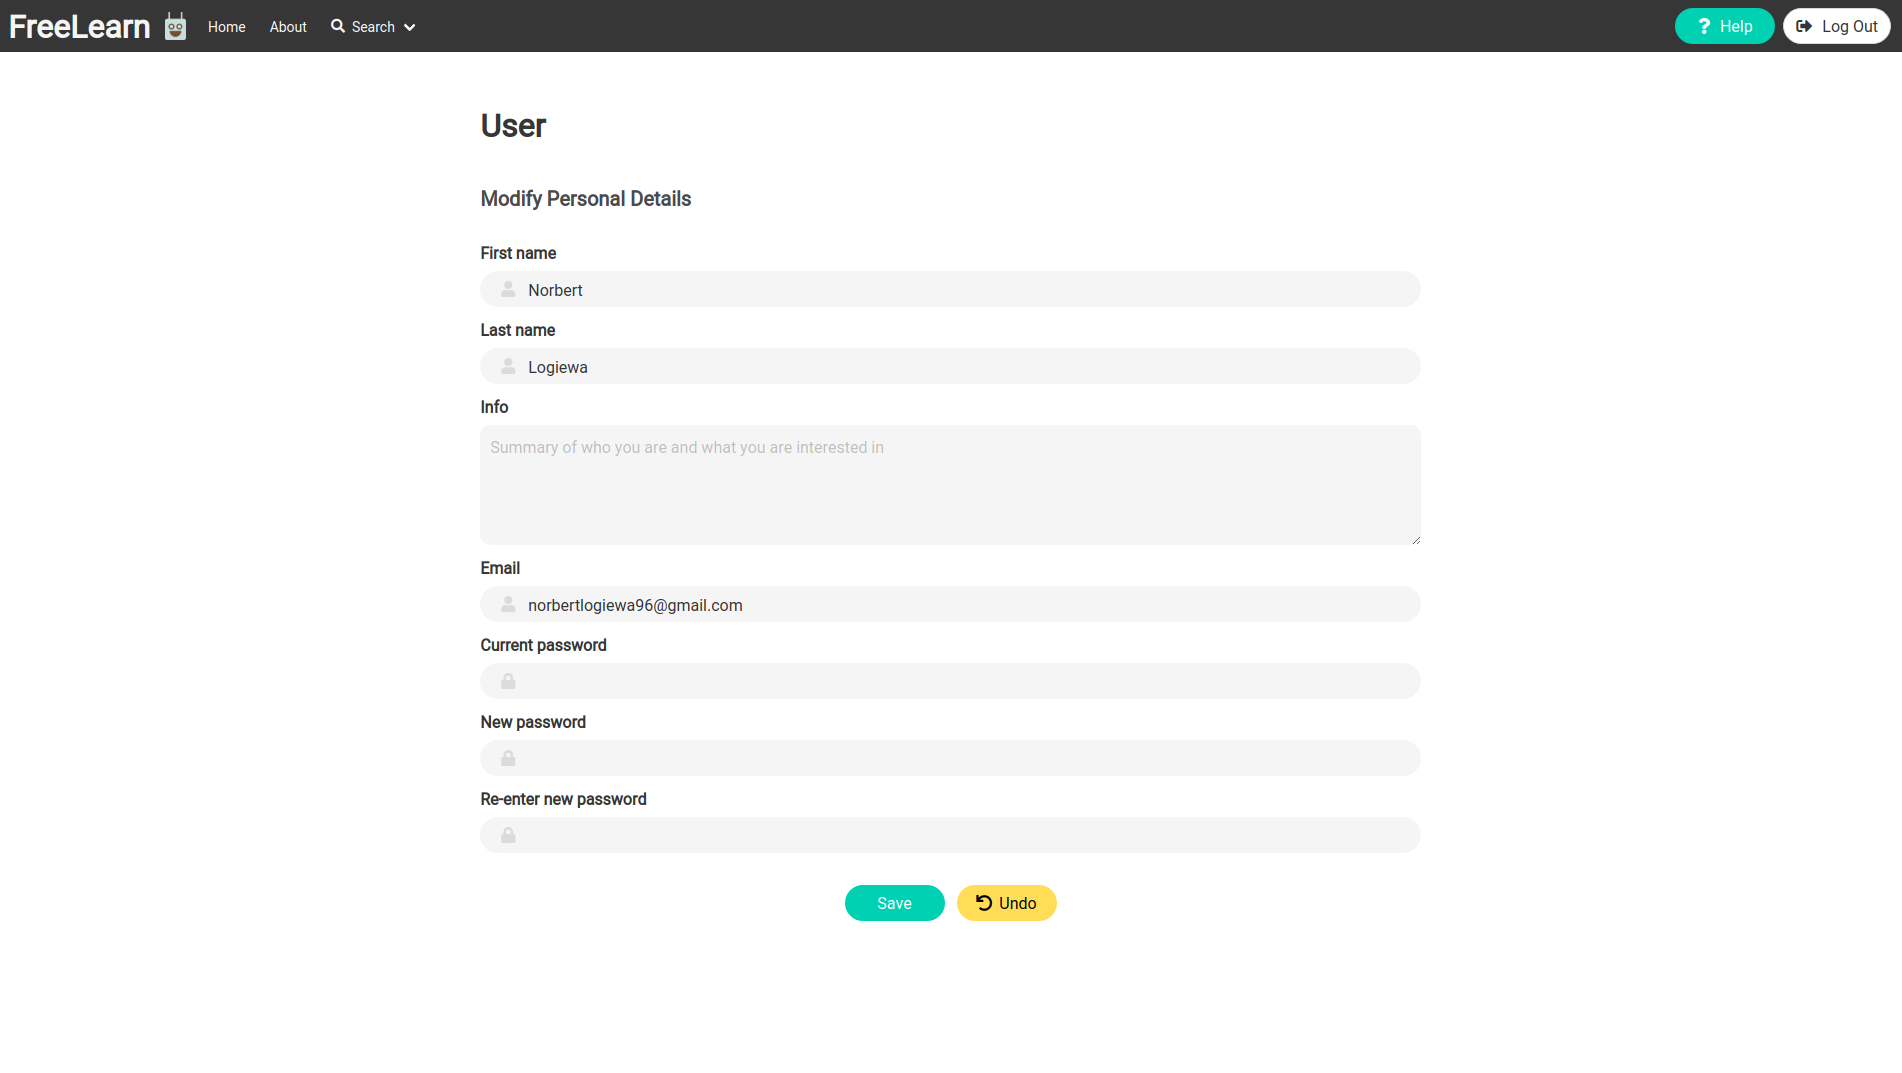 FreeLearn Home About Search Help Log Out
User
Modify Personal Details
First name
Norbert
Last name
Logiewa
Info
Summary of who you are and what you are interested in
Email
norbertlogiewa96@gmail.com
Current password
New password
Re-enter new password
Save Undo